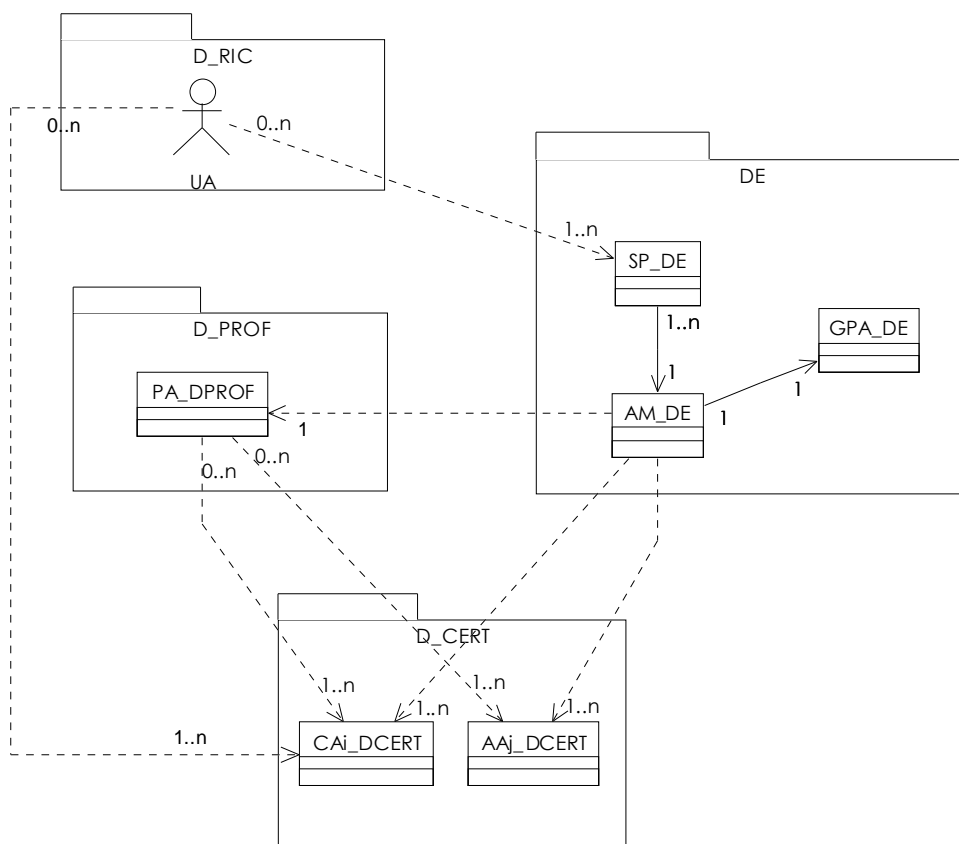 D_RIC
0..n
0..n
UA
DE
1..n
SP_DE
1..n
D_PROF
GPA_DE
PA_DPROF
1
1
AM_DE
1
1
0..n
0..n
D_CERT
1..n
1..n
1..n
1..n
1..n
CAi_DCERT
AAj_DCERT